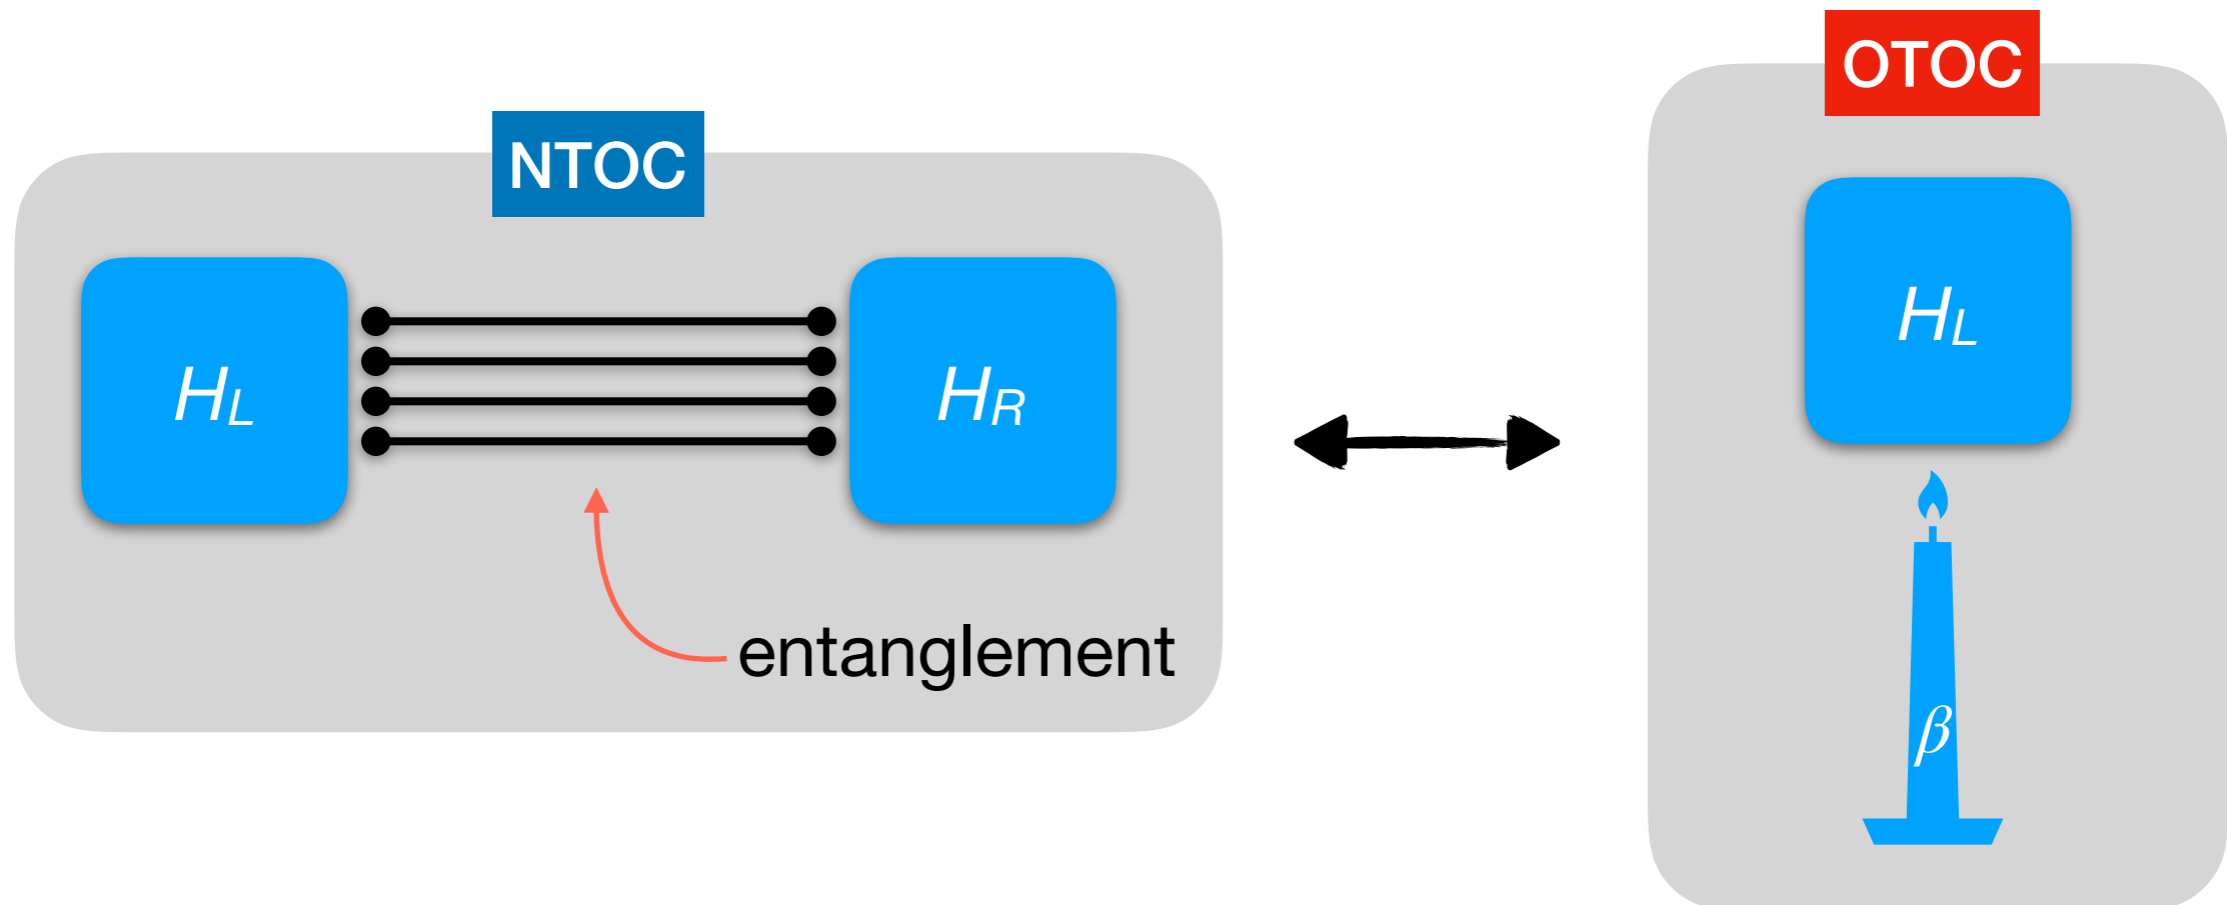 NTOC
H_L
H_R
entanglement
OTOC
H_L
β